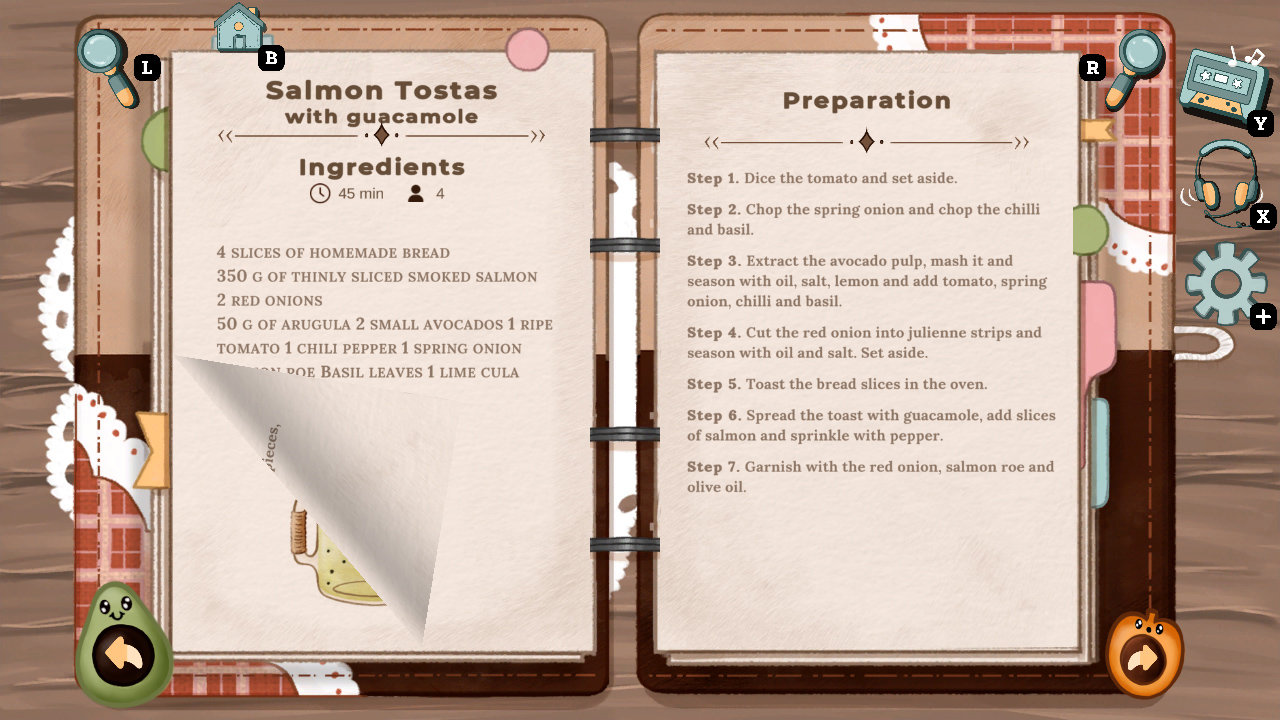 L
B
Salmon Tostas
with guacamole
Ingredients
45 min 4
4 SLICES OF HOMEMADE BREAD
350 G OF THINLY SLICED SMOKED SALMON
2 RED ONIONS
50 G OF ARUGULA 2 SMALL AVOCADOS 1 RIPE
TOMATO 1 CHILI PEPPER 1 SPRING ONION
ROE BASIL LEAVES 1 LIME CULA
pieces,
R
Preparation
Step 1. Dice the tomato and set aside.
Step 2. Chop the spring onion and chop the chilli
and basil.
Step 3. Extract the avocado pulp, mash it and
season with oil, salt, lemon and add tomato, spring
onion, chilli and basil.
Step 4. Cut the red onion into julienne strips and
season with oil and salt. Set aside.
Step 5. Toast the bread slices in the oven.
Step 6. Spread the toast with guacamole, add slices
of salmon and sprinkle with pepper.
Step 7. Garnish with the red onion, salmon roe and
olive oil.
Y
X
+